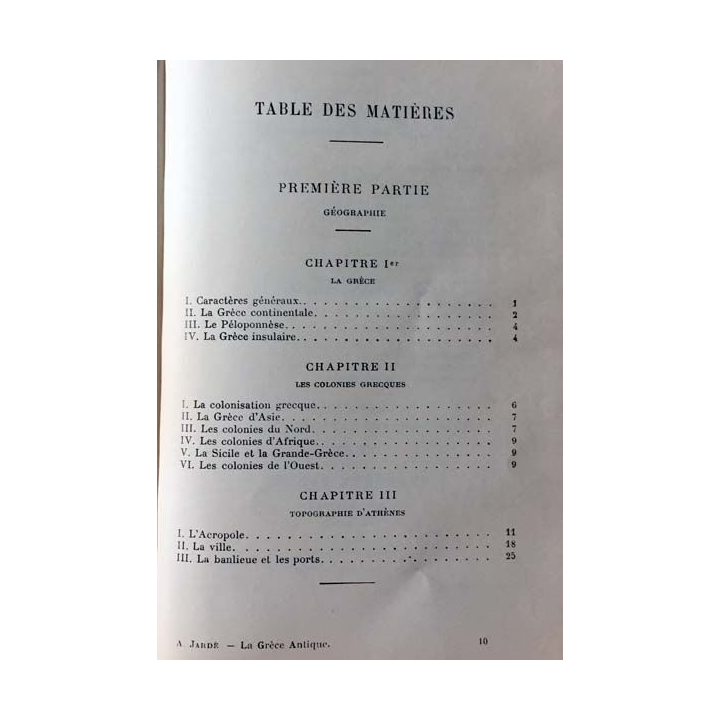 TABLE DES MATIÈRES
PREMIÈRE PARTIE
GÉOGRAPHIE
CHAPITRE Ier
LA GRÈCE
I. Caractères généraux. . . . . . . . . . . . . . . . . . . 1
II. La Grèce continentale. . . . . . . . . . . . . . . . . . 2
III. Le Péloponnèse. . . . . . . . . . . . . . . . . . . . 4
IV. La Grèce insulaire. . . . . . . . . . . . . . . . . . . 4
CHAPITRE II
LES COLONIES GRECQUES
I. La colonisation grecque. . . . . . . . . . . . . . . . . 6
II. La Grèce d'Asie. . . . . . . . . . . . . . . . . . . . 7
III. Les colonies du Nord. . . . . . . . . . . . . . . . . . 7
IV. Les colonies d'Afrique. . . . . . . . . . . . . . . . . 9
V. La Sicile et la Grande-Grèce. . . . . . . . . . . . . . . 9
VI. Les colonies de l'Ouest. . . . . . . . . . . . . . . . . 9
CHAPITRE III
TOPOGRAPHIE D'ATHÈNES
I. L'Acropole. . . . . . . . . . . . . . . . . . . . . . 11
II. La ville. . . . . . . . . . . . . . . . . . . . . . . 18
III. La banlieue et les ports. . . . . . . . . . . . . . . . . 25
A. JARDÉ — La Grèce Antique. 10